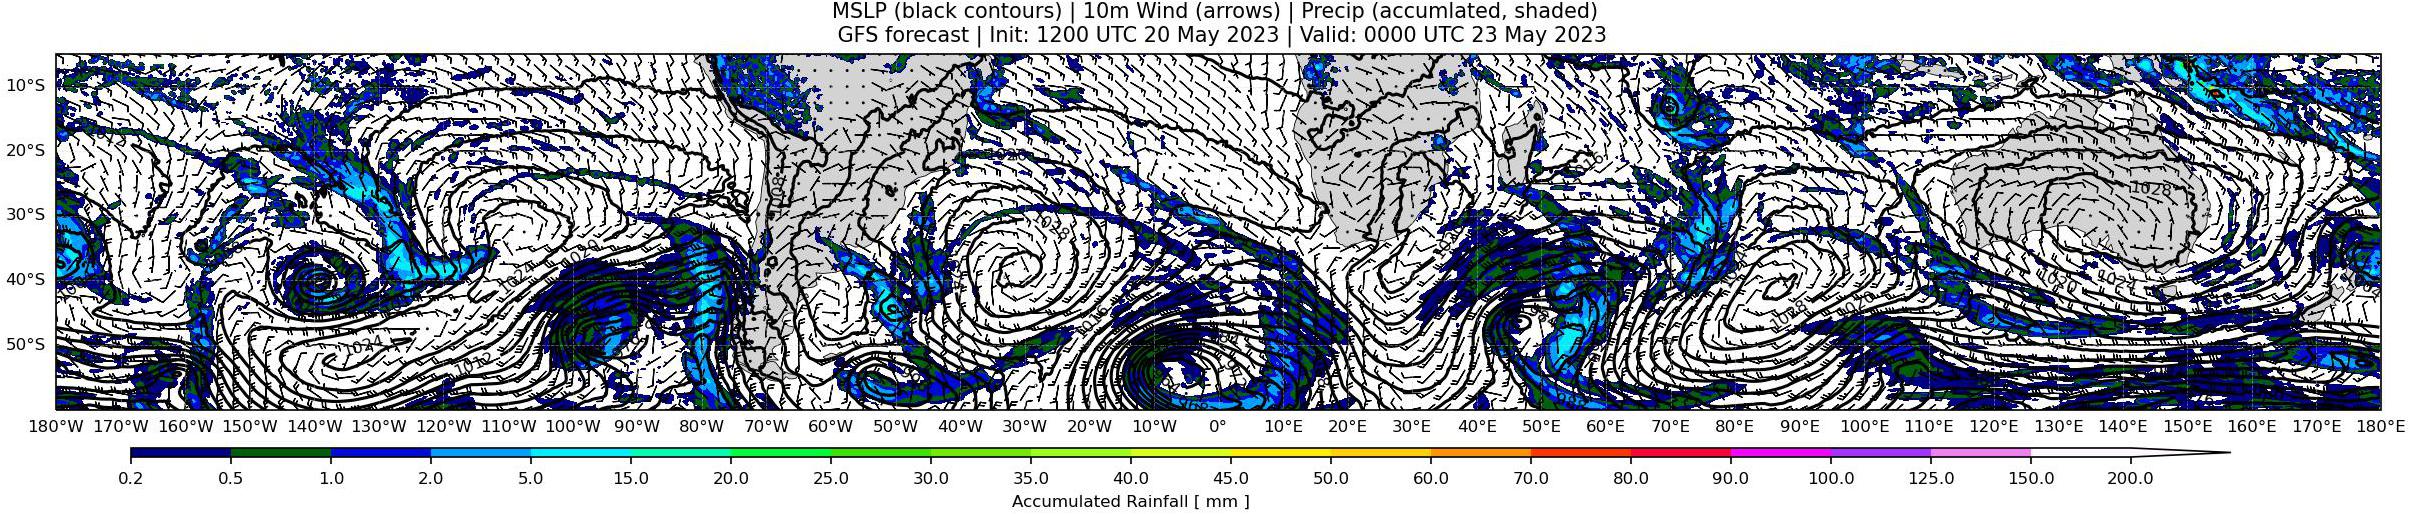 MSLP (black contours) | 10m Wind (arrows) | Precip (accumlated, shaded)
GFS forecast | Init: 1200 UTC 20 May 2023 | Valid: 0000 UTC 23 May 2023
10°S
20°S
30°S
40°S
50°S
1028
1028
1028
1024
1020
1024
1012
1020
1024
180°W 170°W 160°W 150°W 140°W 130°W 120°W 110°W 100°W 90°W 80°W 70°W 60°W 50°W 40°W 30°W 20°W 10°W 0° 10°E 20°E 30°E 40°E 50°E 60°E 70°E 80°E 90°E 100°E 110°E 120°E 130°E 140°E 150°E 160°E 170°E 180°E
0.2 0.5 1.0 2.0 5.0 15.0 20.0 25.0 30.0 35.0 40.0 45.0 50.0 60.0 70.0 80.0 90.0 100.0 125.0 150.0 200.0
Accumulated Rainfall [ mm ]